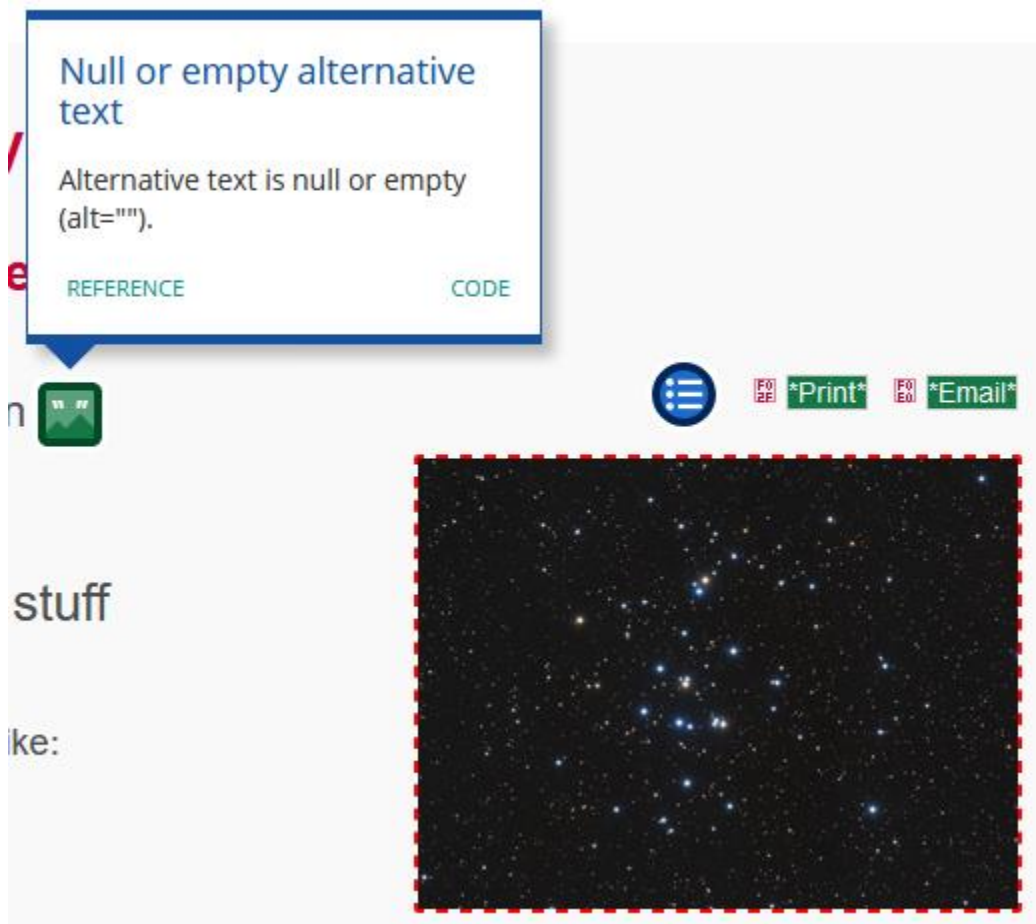 Null or empty alternative
text
Alternative text is null or empty
(alt="").
REFERENCE CODE
*Print* *Email*
stuff
ike: